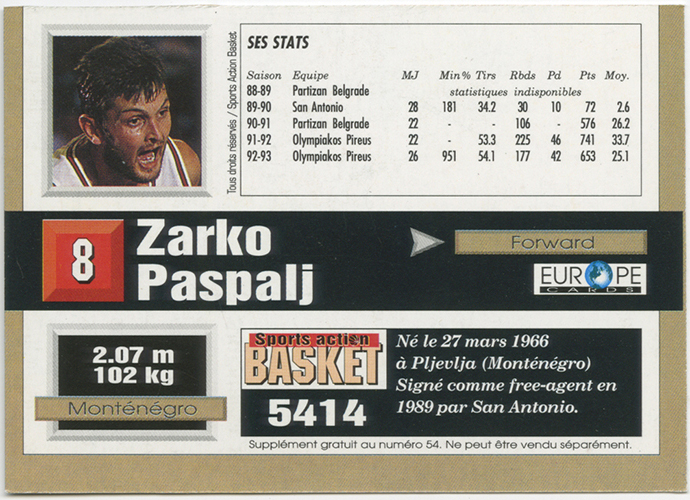 Tous droits réservés / Sports Action Basket
SES STATS
Saison Equipe MJ Min % Tirs Rbds Pd Pts Moy.
88-89 Partizan Belgrade statistiques indisponibles
89-90 San Antonio 28 181 34.2 30 10 72 2.6
90-91 Partizan Belgrade 22 - - 106 - 576 26.2
91-92 Olympiakos Pireus 22 - 53.3 225 46 741 33.7
92-93 Olympiakos Pireus 26 951 54.1 177 42 653 25.1
8
Zarko
Paspalj
Forward
EUROPE
CARDS
2.07 m
102 kg
Monténégro
Sports action
BASKET
5414
Né le 27 mars 1966
à Pljevlja (Monténégro)
Signé comme free-agent en
1989 par San Antonio.
Supplément gratuit au numéro 54. Ne peut être vendu séparément.